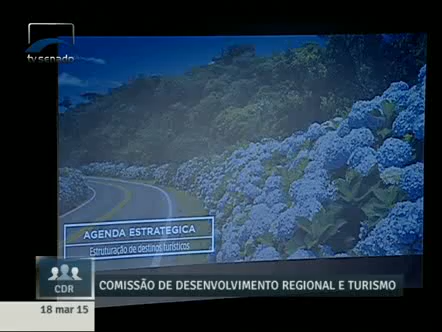 tv senado
AGENDA ESTRATÉGICA
Estruturação de destinos turísticos
CDR
COMISSÃO DE DESENVOLVIMENTO REGIONAL E TURISMO
18 mar 15